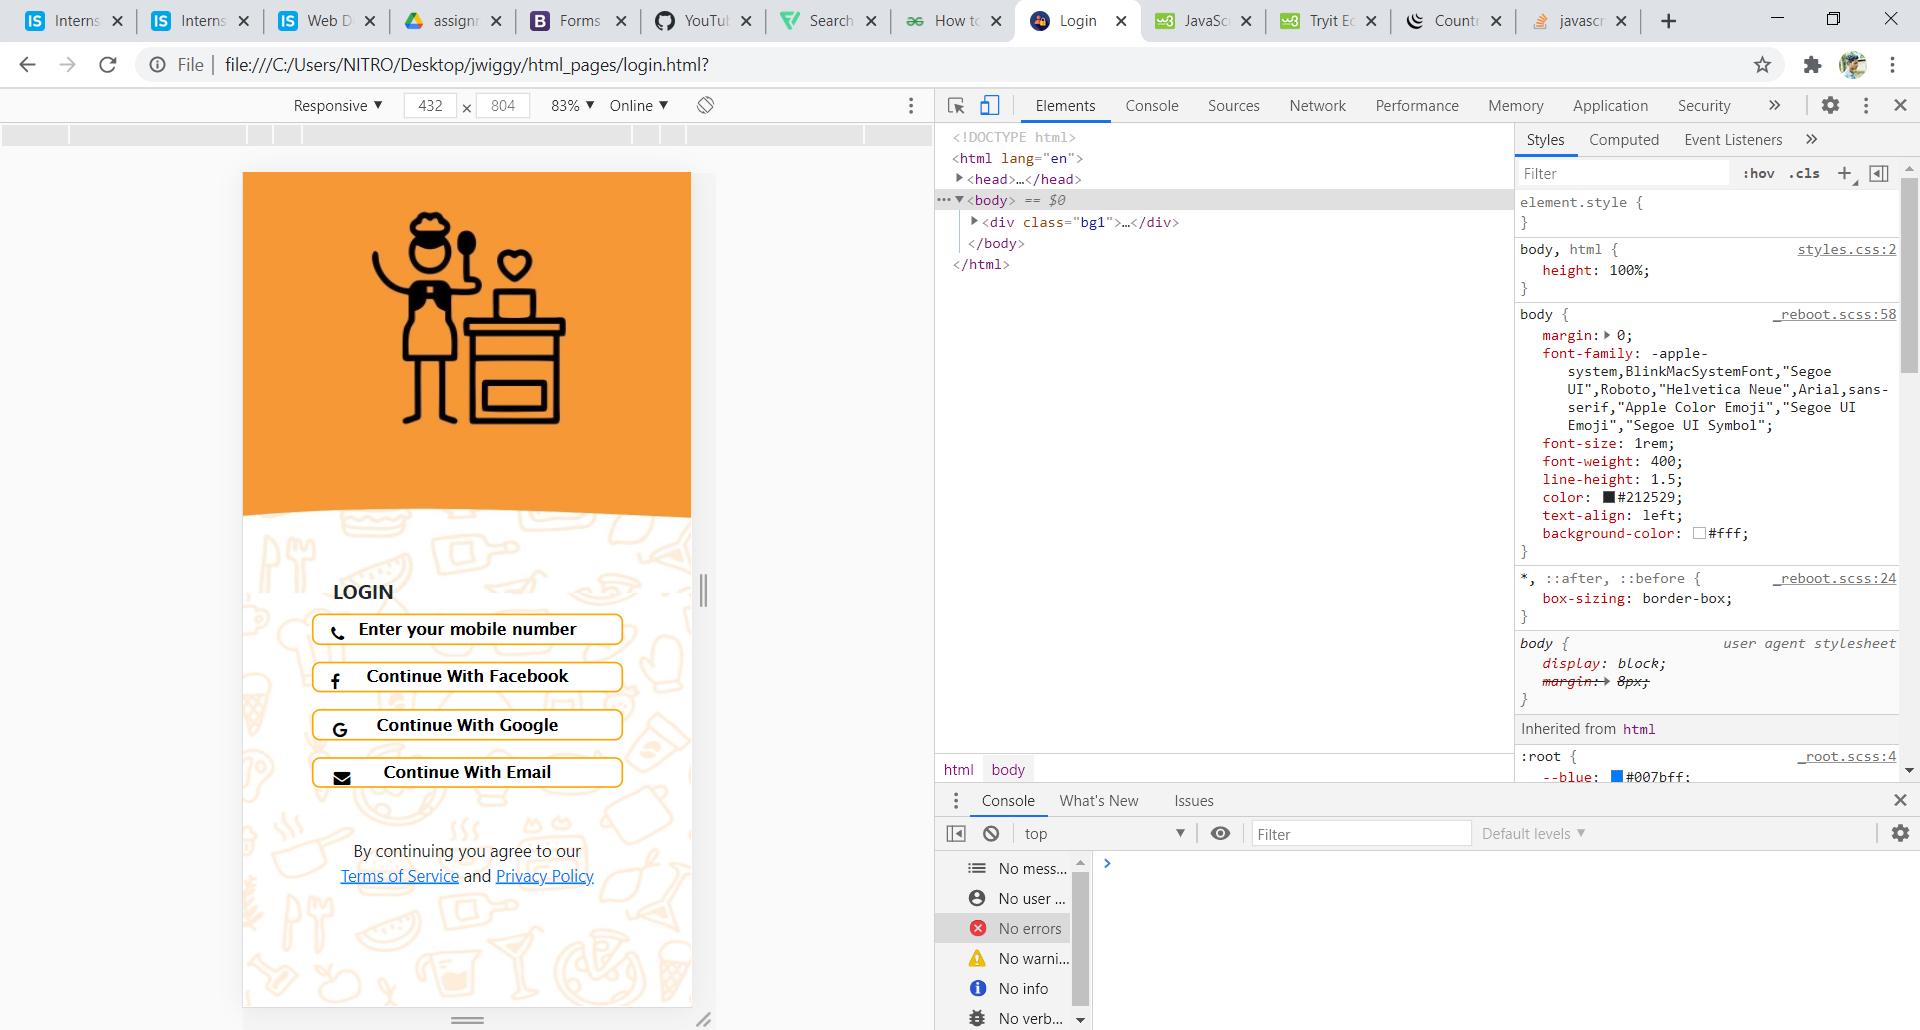 Interns
Interns
Web D
assignm
Forms
YouTub
Search
How to
Login
JavaSc
Tryit Ed
Countr
javascr
File
file:///C:/Users/NITRO/Desktop/jwiggy/html_pages/login.html?
Responsive ▼ 432 × 804 83% ▼ Online ▼
LOGIN
Enter your mobile number
Continue With Facebook
Continue With Google
Continue With Email
By continuing you agree to our
Terms of Service and Privacy Policy
Elements Console Sources Network Performance Memory Application Security »
<!DOCTYPE html>
<html lang="en">
<head>…</head>
<body> == $0
<div class="bg1">…</div>
</body>
</html>
html body
Styles Computed Event Listeners »
Filter :hov .cls +
element.style {
}
body, html { styles.css:2
height: 100%;
}
body { _reboot.scss:58
margin: 0;
font-family: -apple-
system,BlinkMacSystemFont,"Segoe
UI",Roboto,"Helvetica Neue",Arial,sans-
serif,"Apple Color Emoji","Segoe UI
Emoji","Segoe UI Symbol";
font-size: 1rem;
font-weight: 400;
line-height: 1.5;
color: #212529;
text-align: left;
background-color: #fff;
}
*, ::after, ::before { _reboot.scss:24
box-sizing: border-box;
}
body { user agent stylesheet
display: block;
margin: 8px;
}
Inherited from html
:root { _root.scss:4
--blue: #007bff;
Console What's New Issues
top ▼ Filter Default levels ▼
No mess...
No user ...
No errors
No warni...
No info
No verb...